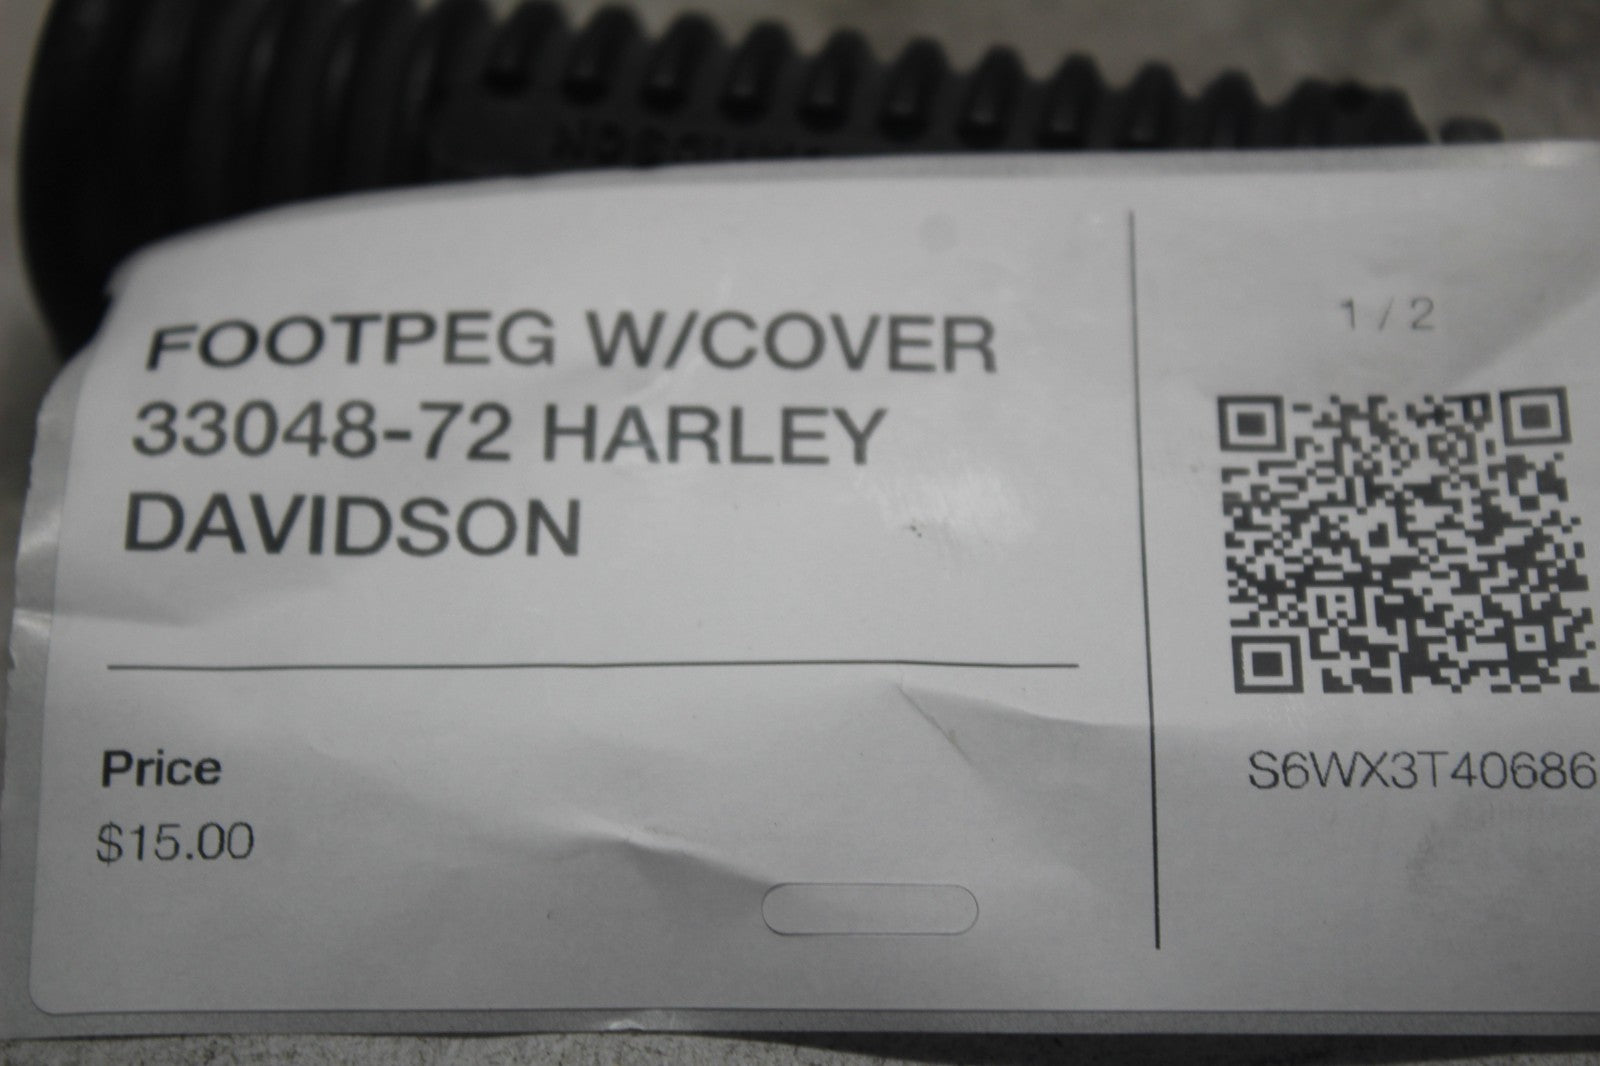 FOOTPEG W/COVER
33048-72 HARLEY
DAVIDSON
Price
$15.00
1 / 2
S6WX3T40686